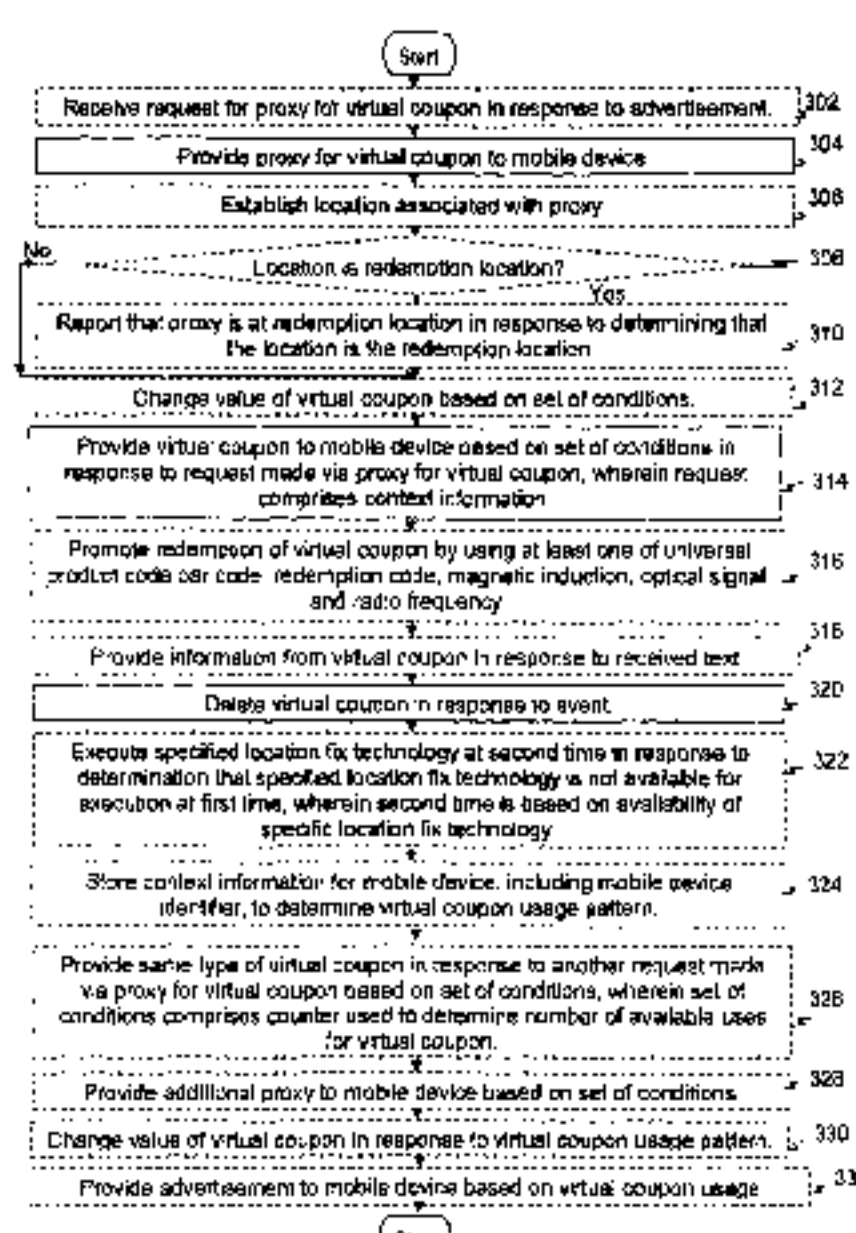 Start
Receive request for proxy for virtual coupon in response to advertisement.
302
Provide proxy for virtual coupon to mobile device
304
Establish location associated with proxy
306
No
Location is redemption location?
308
Yes
Report that proxy is at redemption location in response to determining that
the location is the redemption location
310
Change value of virtual coupon based on set of conditions.
312
Provide virtual coupon to mobile device based on set of conditions in
response to request made via proxy for virtual coupon, wherein request
comprises context information
314
Promote redemption of virtual coupon by using at least one of universal
product code bar code, redemption code, magnetic induction, optical signal
and radio frequency
316
Provide information from virtual coupon in response to received text
318
Delete virtual coupon in response to event.
320
Execute specified location fix technology at second time in response to
determination that specified location fix technology is not available for
execution at first time, wherein second time is based on availability of
specific location fix technology
322
Store context information for mobile device, including mobile device
identifier, to determine virtual coupon usage pattern.
324
Provide same type of virtual coupon in response to another request made
via proxy for virtual coupon based on set of conditions, wherein set of
conditions comprises counter used to determine number of available uses
for virtual coupon.
326
Provide additional proxy to mobile device based on set of conditions
328
Change value of virtual coupon in response to virtual coupon usage pattern.
330
Provide advertisement to mobile device based on virtual coupon usage
33